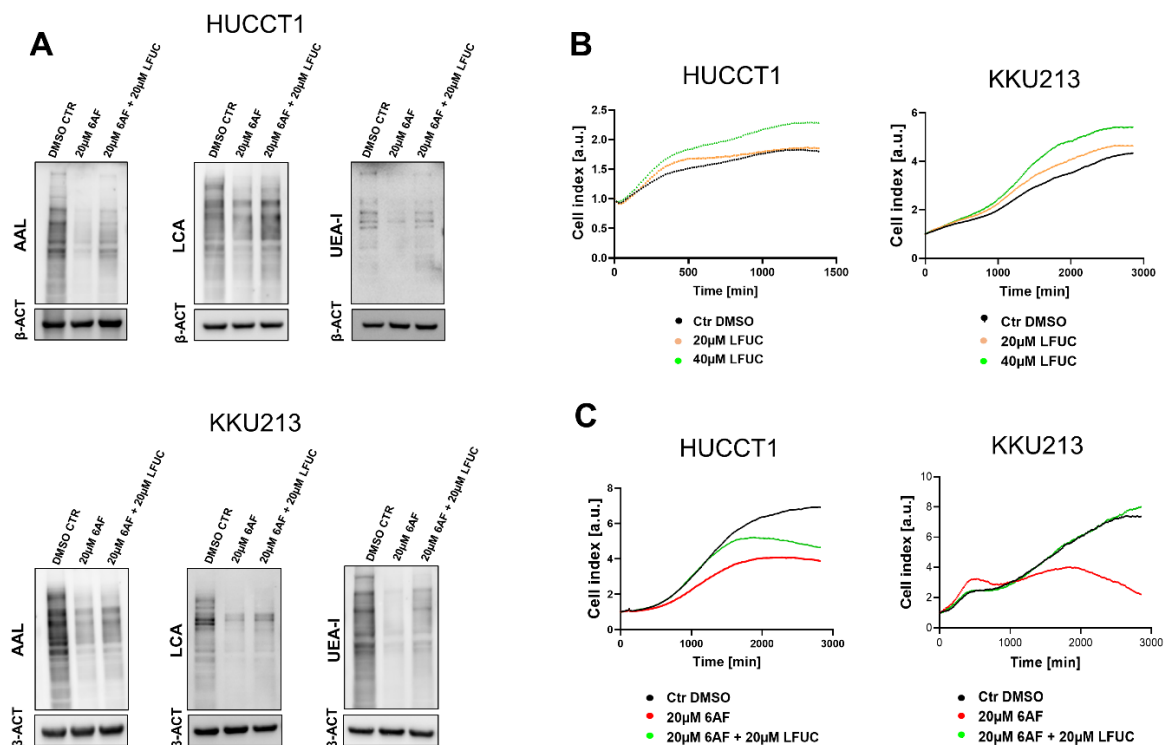 A
HUCCT1
DMSO CTR
20µM 6AF
20µM 6AF + 20µM LFUC
AAL
β-ACT
DMSO CTR
20µM 6AF
20µM 6AF + 20µM LFUC
LCA
β-ACT
DMSO CTR
20µM 6AF
20µM 6AF + 20µM LFUC
UEA-I
β-ACT
KKU213
DMSO CTR
20µM 6AF
20µM 6AF + 20µM LFUC
AAL
β-ACT
DMSO CTR
20µM 6AF
20µM 6AF + 20µM LFUC
LCA
β-ACT
DMSO CTR
20µM 6AF
20µM 6AF + 20µM LFUC
UEA-I
β-ACT
B
HUCCT1
Cell index [a.u.]
2.5
2.0
1.5
1.0
0.5
0.0
0 500 1000 1500
Time [min]
Ctr DMSO
20µM LFUC
40µM LFUC
KKU213
Cell index [a.u.]
6
4
2
0
0 1000 2000 3000
Time [min]
Ctr DMSO
20µM LFUC
40µM LFUC
C
HUCCT1
Cell index [a.u.]
8
6
4
2
0
0 1000 2000 3000
Time [min]
Ctr DMSO
20µM 6AF
20µM 6AF + 20µM LFUC
KKU213
Cell index [a.u.]
10
8
6
4
2
0
0 1000 2000 3000
Time [min]
Ctr DMSO
20µM 6AF
20µM 6AF + 20µM LFUC